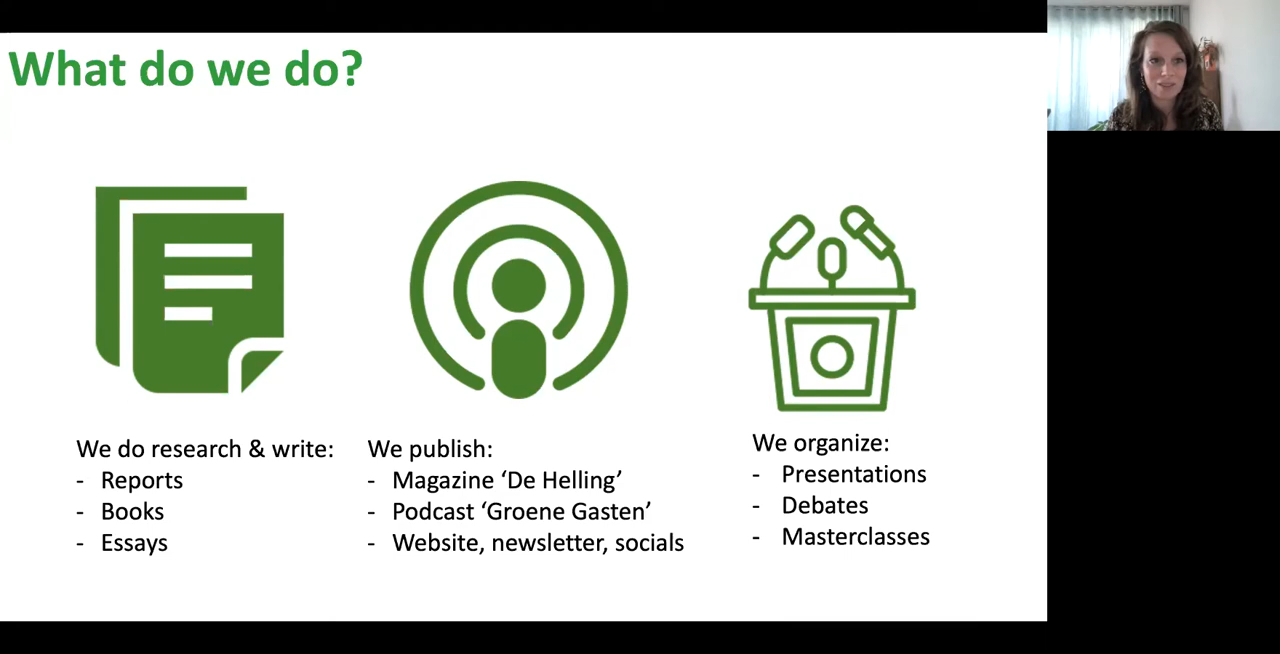 What do we do?
We do research & write:
- Reports
- Books
- Essays
We publish:
- Magazine ‘De Helling’
- Podcast ‘Groene Gasten’
- Website, newsletter, socials
We organize:
- Presentations
- Debates
- Masterclasses